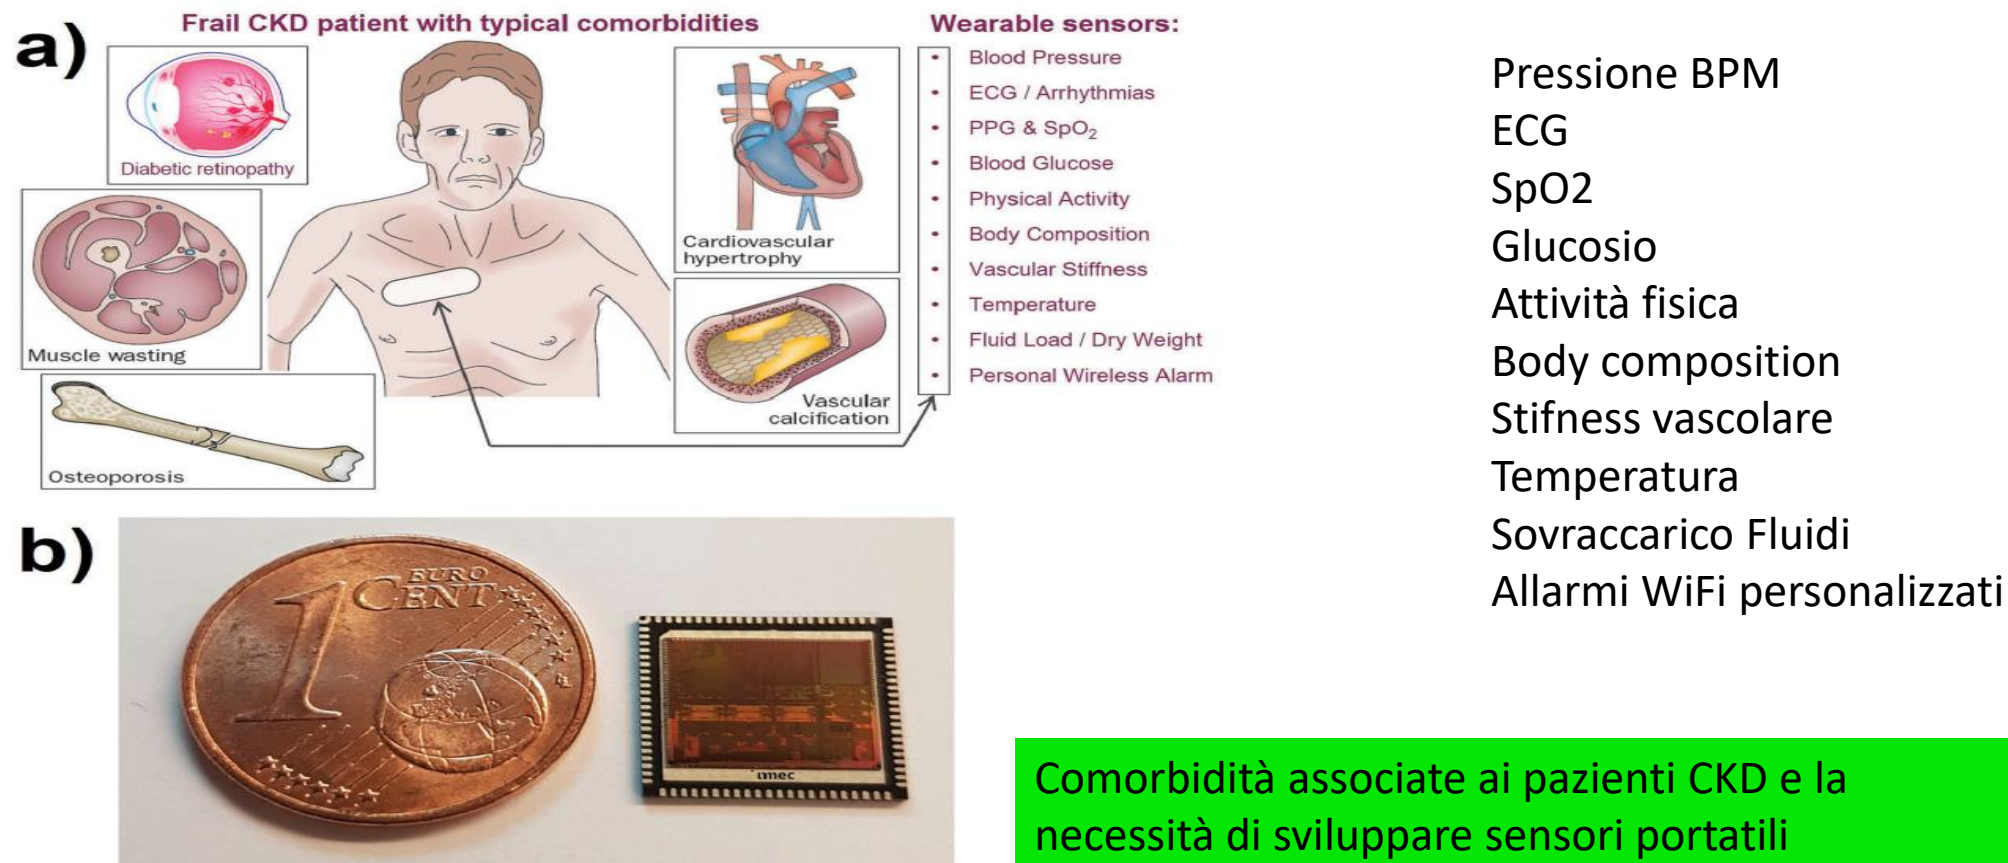 a)
Frail CKD patient with typical comorbidities
Diabetic retinopathy
Muscle wasting
Osteoporosis
Cardiovascular
hypertrophy
Vascular
calcification
Wearable sensors:
• Blood Pressure
• ECG / Arrhythmias
• PPG & SpO₂
• Blood Glucose
• Physical Activity
• Body Composition
• Vascular Stiffness
• Temperature
• Fluid Load / Dry Weight
• Personal Wireless Alarm
Pressione BPM
ECG
SpO2
Glucosio
Attività fisica
Body composition
Stifness vascolare
Temperatura
Sovraccarico Fluidi
Allarmi WiFi personalizzati
b)
1
EURO
CENT
imec
Comorbidità associate ai pazienti CKD e la
necessità di sviluppare sensori portatili